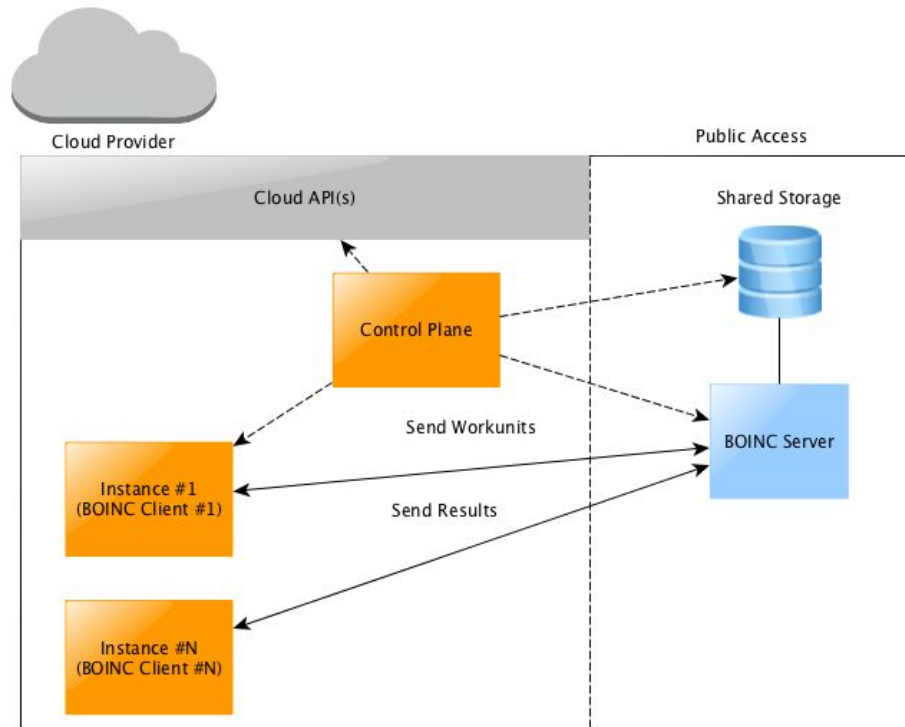 Cloud Provider
Public Access
Cloud API(s)
Shared Storage
Control Plane
Send Workunits
BOINC Server
Instance #1
(BOINC Client #1)
Send Results
Instance #N
(BOINC Client #N)